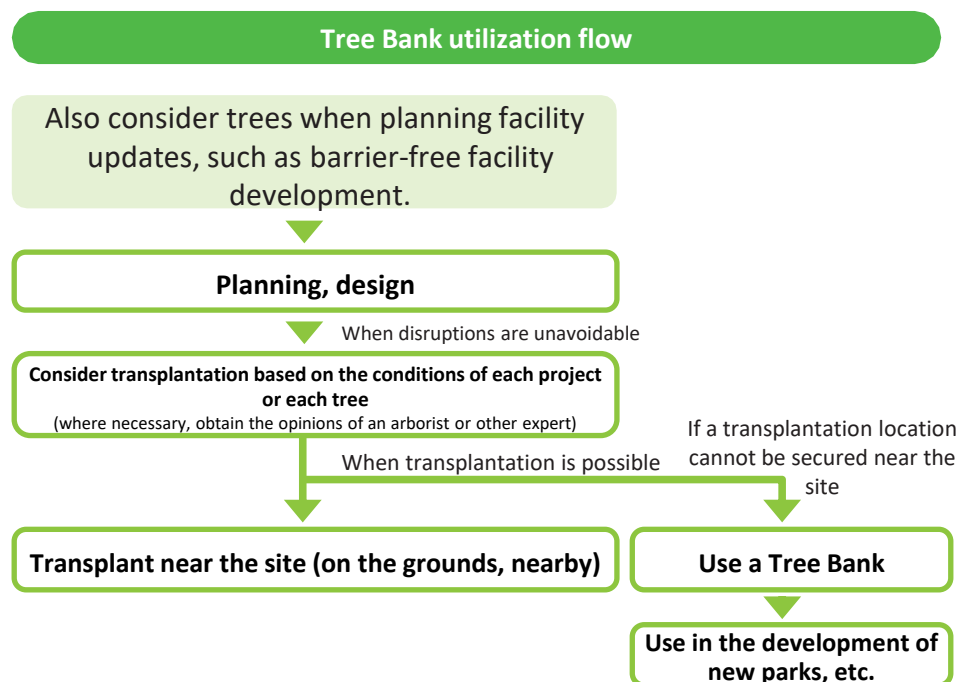 Tree Bank utilization flow
Also consider trees when planning facility
updates, such as barrier-free facility
development.
Planning, design
When disruptions are unavoidable
Consider transplantation based on the conditions of each project
or each tree
(where necessary, obtain the opinions of an arborist or other expert)
When transplantation is possible
If a transplantation location
cannot be secured near the
site
Transplant near the site (on the grounds, nearby)
Use a Tree Bank
Use in the development of
new parks, etc.